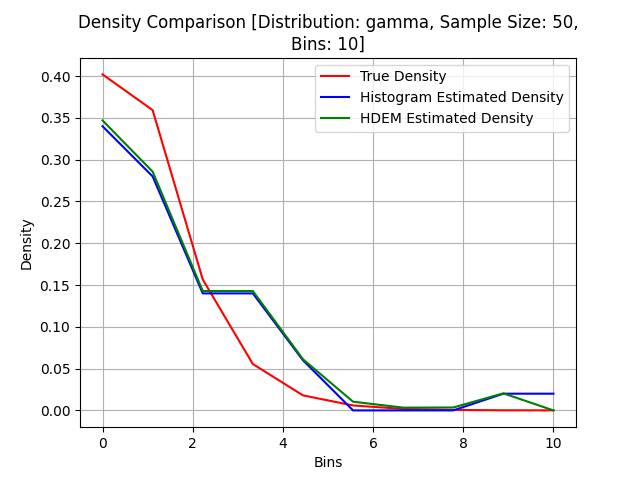 Density Comparison [Distribution: gamma, Sample Size: 50,
Bins: 10]
True Density
Histogram Estimated Density
HDEM Estimated Density
Density
0.40
0.35
0.30
0.25
0.20
0.15
0.10
0.05
0.00
0 2 4 6 8 10
Bins